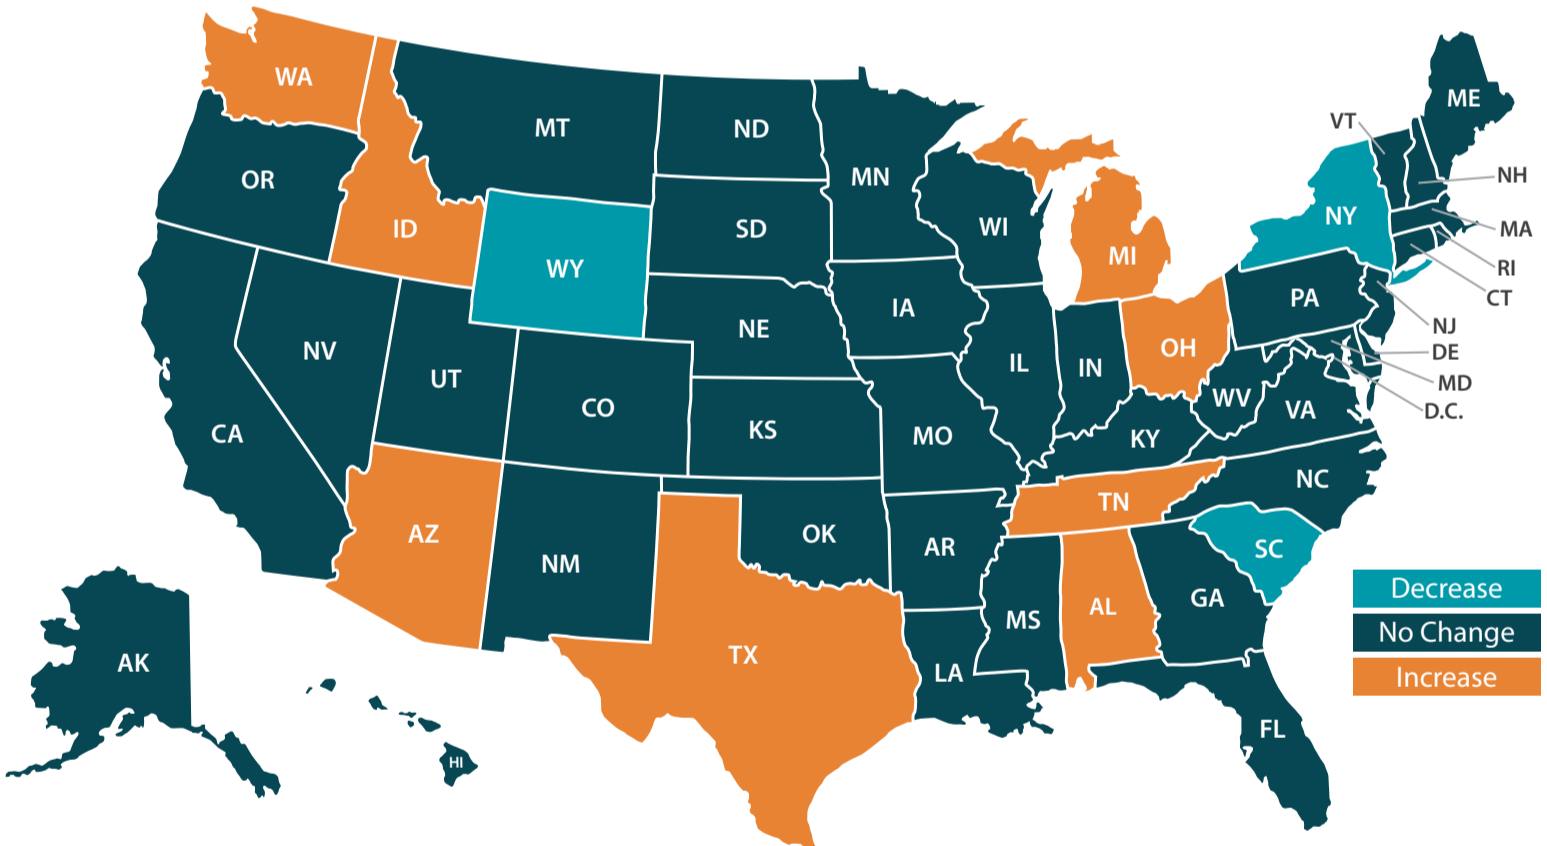 WA
MT
ND
MN
ME
VT
OR
ID
SD
WI
MI
NY
NH
MA
RI
CT
WY
IA
PA
NJ
DE
MD
D.C.
NV
UT
NE
IL
IN
OH
WV
VA
CA
CO
KS
MO
KY
NC
TN
AZ
NM
OK
AR
SC
MS
AL
GA
TX
LA
FL
AK
HI
Decrease
No Change
Increase